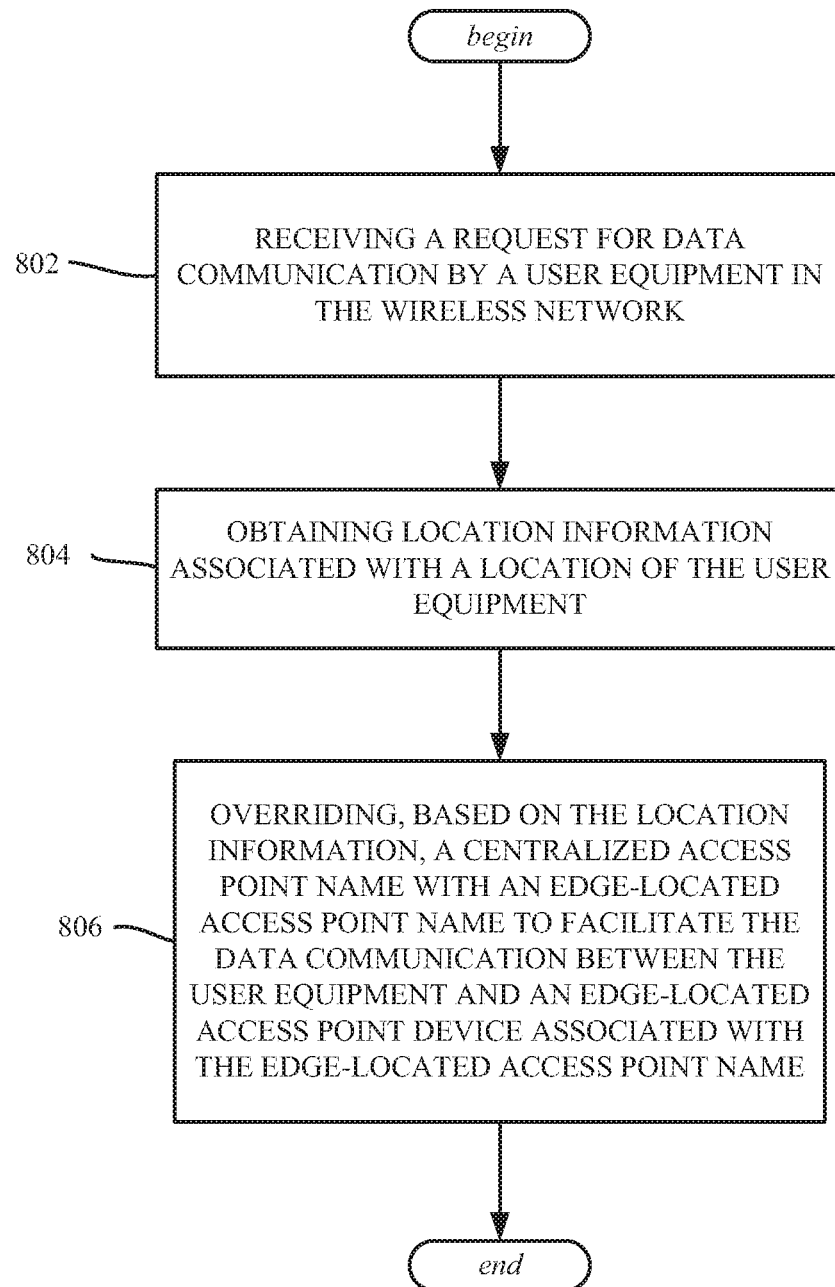 begin
802
RECEIVING A REQUEST FOR DATA
COMMUNICATION BY A USER EQUIPMENT IN
THE WIRELESS NETWORK
804
OBTAINING LOCATION INFORMATION
ASSOCIATED WITH A LOCATION OF THE USER
EQUIPMENT
806
OVERRIDING, BASED ON THE LOCATION
INFORMATION, A CENTRALIZED ACCESS
POINT NAME WITH AN EDGE-LOCATED
ACCESS POINT NAME TO FACILITATE THE
DATA COMMUNICATION BETWEEN THE
USER EQUIPMENT AND AN EDGE-LOCATED
ACCESS POINT DEVICE ASSOCIATED WITH
THE EDGE-LOCATED ACCESS POINT NAME
end